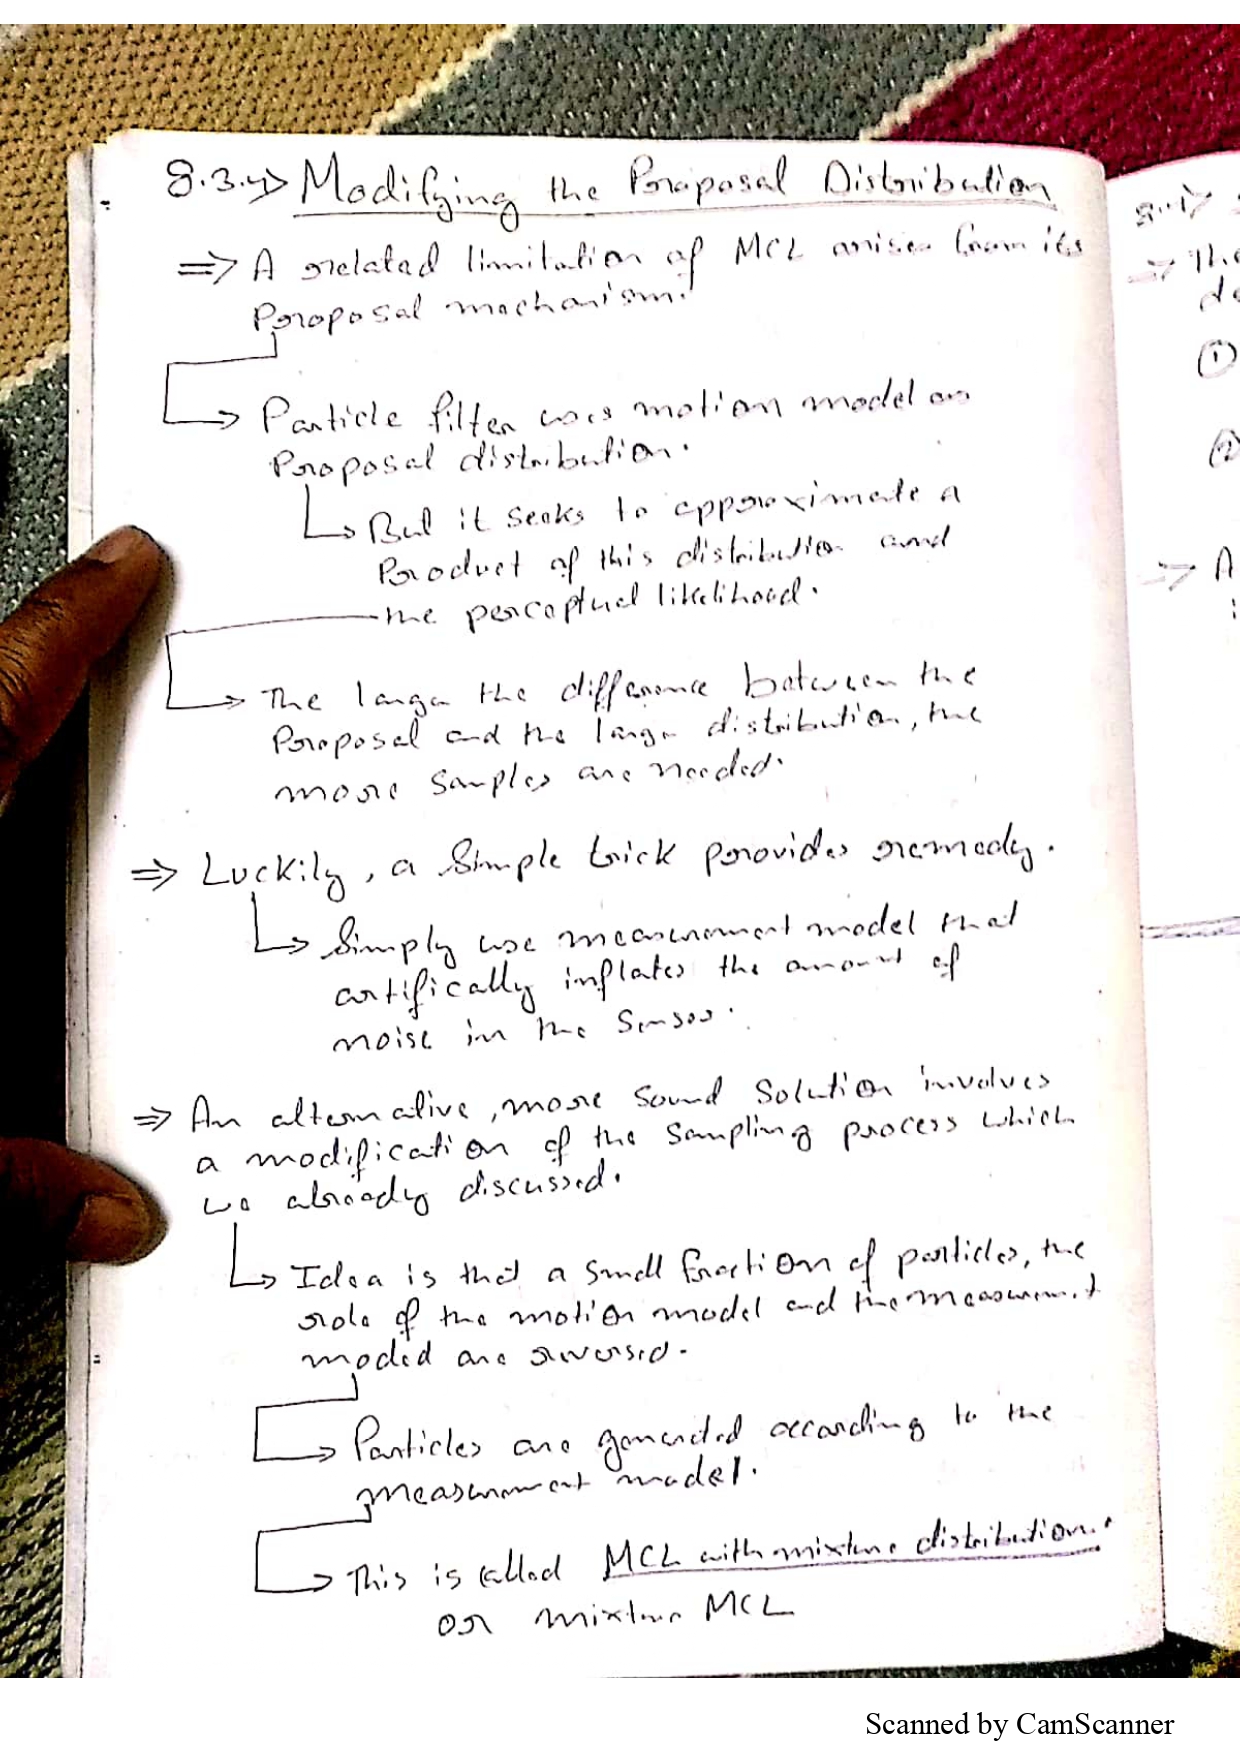 8.3.4> Modifying the Proposal Distribution
=> A related limitation of MCL arises from its
Proposal mechanism.
Particle filter uses motion model as
Proposal distribution.
But it seeks to approximate a
Product of this distribution and
the perceptual likelihood.
The larger the difference between the
Proposal and the large distribution, the
more samples are needed.
=> Luckily, a simple trick provides remedy.
Simply use measurement model that
artifically inflates the amount of
noise in the sensor.
=> An alternative, more sound solution involves
a modification of the sampling process which
we already discussed.
Idea is that a small fraction of particles, the
role of the motion model and the measurement
model are reversed.
Particles are generated according to the
measurement model.
This is called MCL with mixture distribution.
or mixture MCL
=> The
①
②
=> A
Scanned by CamScanner